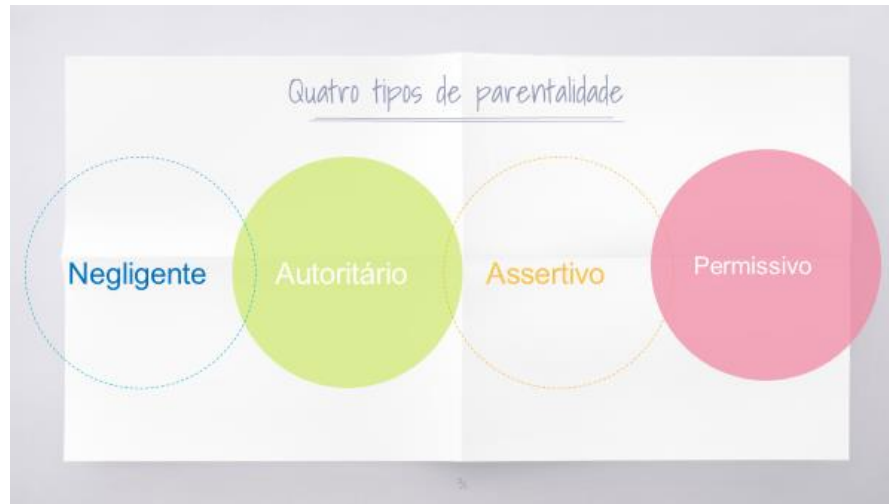 Quatro tipos de parentalidade
Negligente
Autoritário
Assertivo
Permissivo